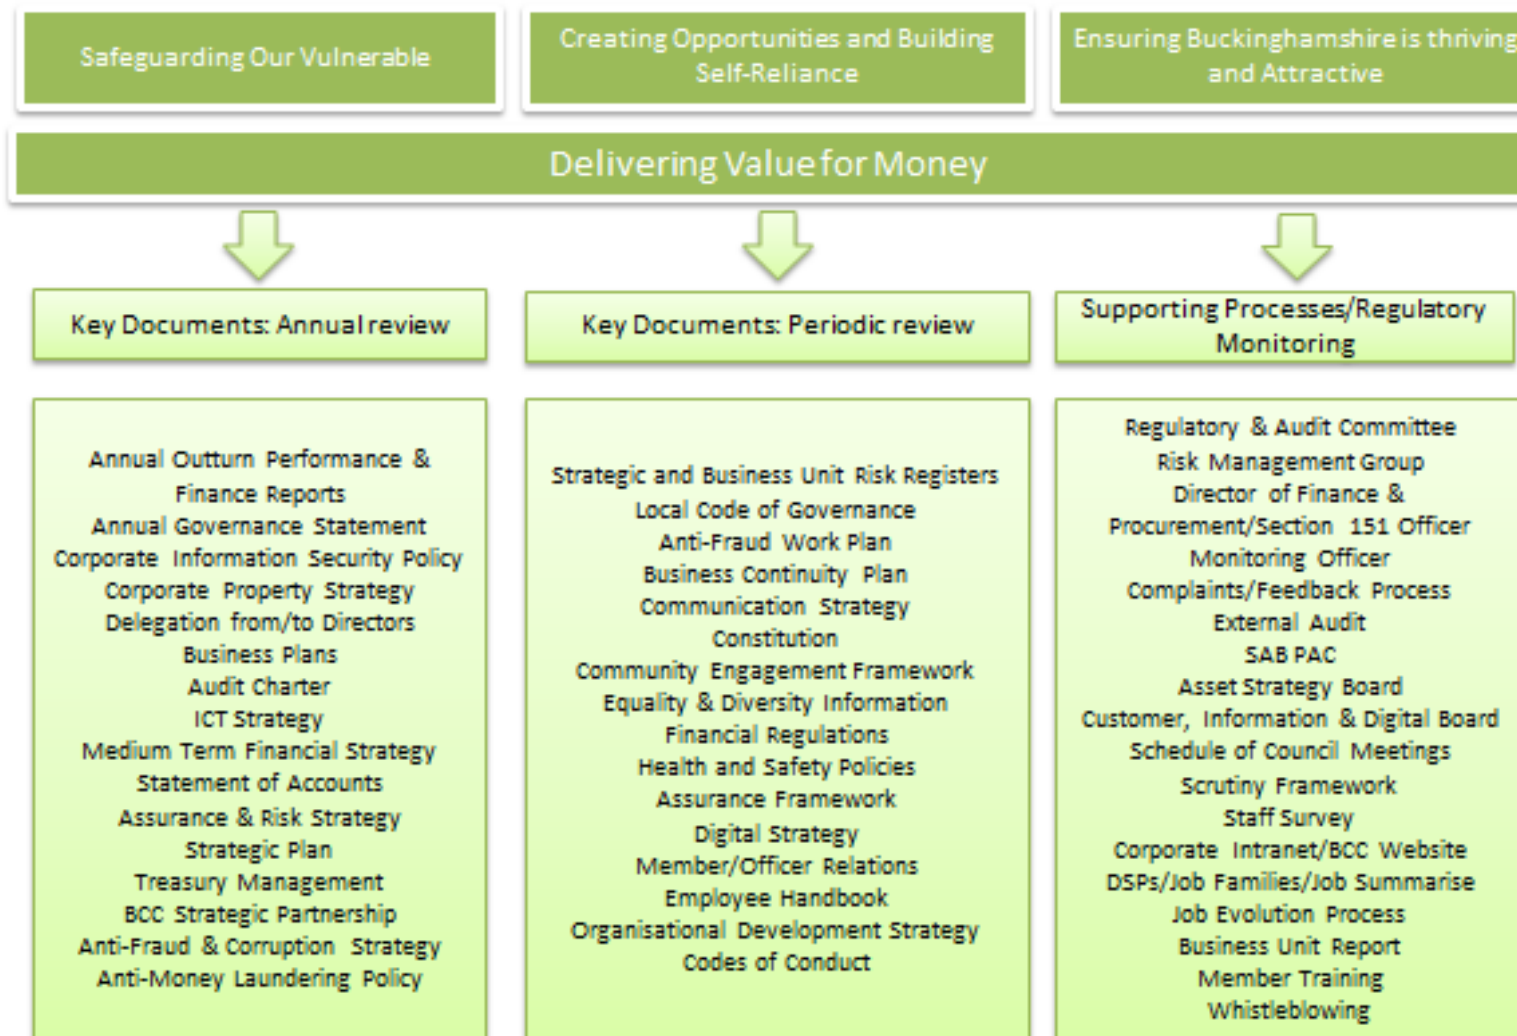 Safeguarding Our Vulnerable
Creating Opportunities and Building
Self-Reliance
Ensuring Buckinghamshire is thriving
and Attractive
Delivering Value for Money
Key Documents: Annual review
Key Documents: Periodic review
Supporting Processes/Regulatory
Monitoring
Annual Outturn Performance &
Finance Reports
Annual Governance Statement
Corporate Information Security Policy
Corporate Property Strategy
Delegation from/to Directors
Business Plans
Audit Charter
ICT Strategy
Medium Term Financial Strategy
Statement of Accounts
Assurance & Risk Strategy
Strategic Plan
Treasury Management
BCC Strategic Partnership
Anti-Fraud & Corruption Strategy
Anti-Money Laundering Policy
Strategic and Business Unit Risk Registers
Local Code of Governance
Anti-Fraud Work Plan
Business Continuity Plan
Communication Strategy
Constitution
Community Engagement Framework
Equality & Diversity Information
Financial Regulations
Health and Safety Policies
Assurance Framework
Digital Strategy
Member/Officer Relations
Employee Handbook
Organisational Development Strategy
Codes of Conduct
Regulatory & Audit Committee
Risk Management Group
Director of Finance &
Procurement/Section 151 Officer
Monitoring Officer
Complaints/Feedback Process
External Audit
SAB PAC
Asset Strategy Board
Customer, Information & Digital Board
Schedule of Council Meetings
Scrutiny Framework
Staff Survey
Corporate Intranet/BCC Website
DSPs/Job Families/Job Summarise
Job Evolution Process
Business Unit Report
Member Training
Whistleblowing